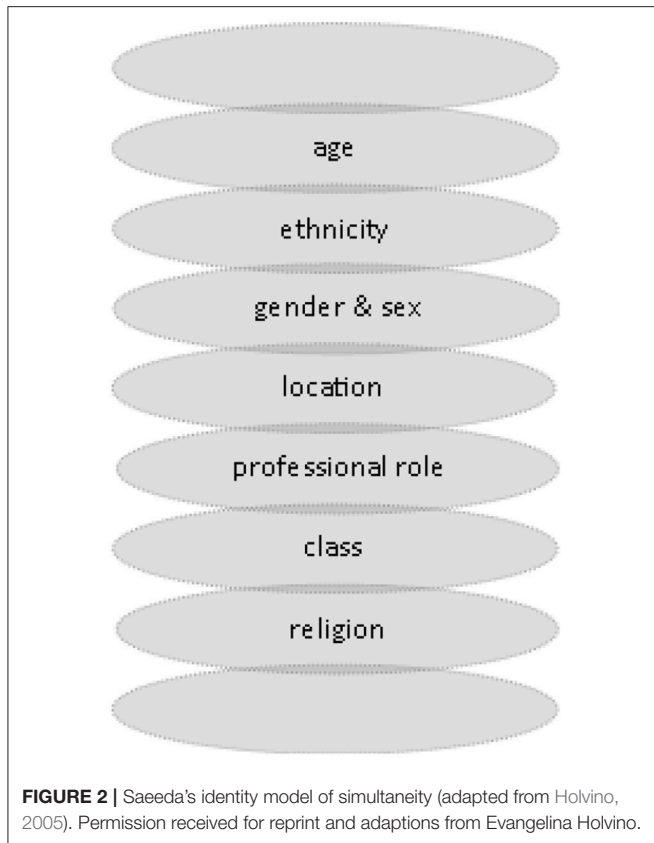 age
ethnicity
gender & sex
location
professional role
class
religion
FIGURE 2 | Saeeda's identity model of simultaneity (adapted from Holvino,
2005). Permission received for reprint and adaptions from Evangelina Holvino.